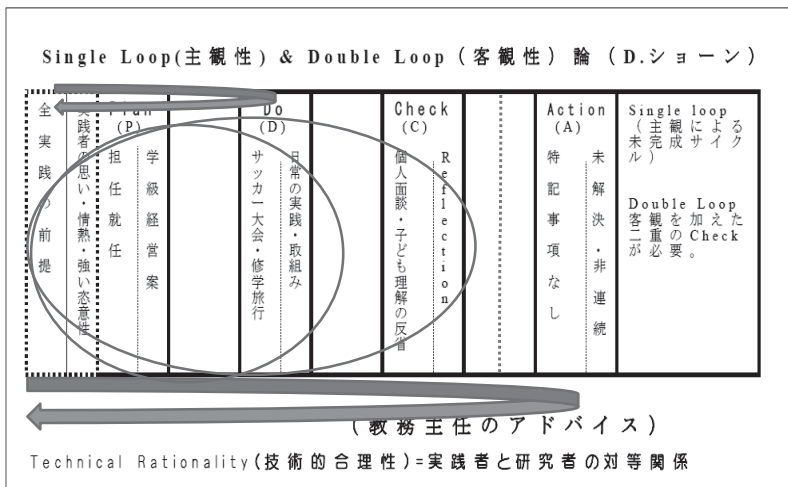 Single Loop(主観性) & Double Loop (客観性) 論 (D.ショーン)
全実践の前提
実践者の思い・情熱・強い恣意性
Plan
(P)
担任就任
学級経営案
Do
(D)
サッカー大会・修学旅行
日常の実践・取組み
Check
(C)
個人面談・子ども理解の反省
Reflection
Action
(A)
特記事項なし
未解決・非連続
Single loop
(主観による
未完成サイク
ル)
Double Loop
客観を加えた
二重のCheck
が必要。
(教務主任のアドバイス)
Technical Rationality(技術的合理性)=実践者と研究者の対等関係